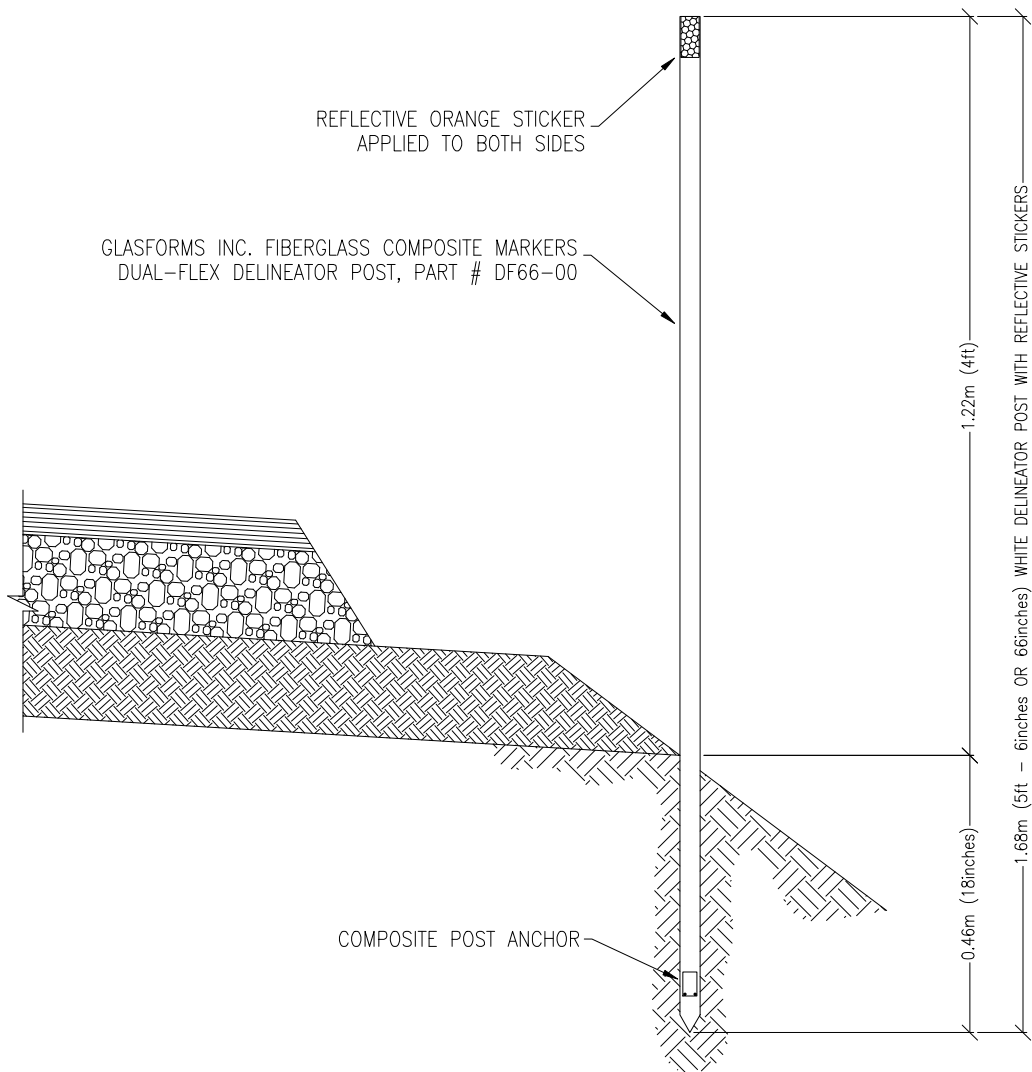 REFLECTIVE ORANGE STICKER
APPLIED TO BOTH SIDES
GLASFORMS INC. FIBERGLASS COMPOSITE MARKERS
DUAL-FLEX DELINEATOR POST, PART # DF66-00
1.22m (4ft)
1.68m (5ft - 6inches OR 66inches) WHITE DELINEATOR POST WITH REFLECTIVE STICKERS
0.46m (18inches)
COMPOSITE POST ANCHOR